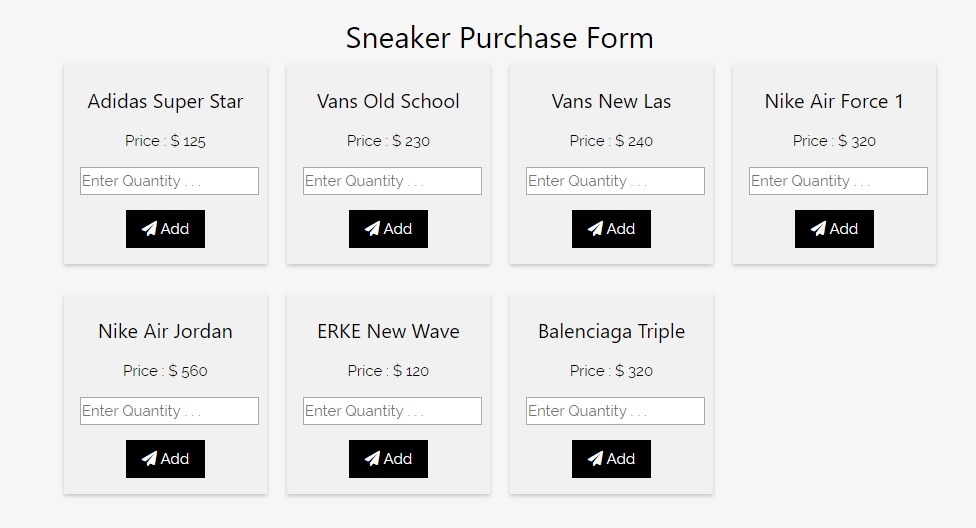 Sneaker Purchase Form
Adidas Super Star
Price : $ 125
Enter Quantity . . .
Add
Vans Old School
Price : $ 230
Enter Quantity . . .
Add
Vans New Las
Price : $ 240
Enter Quantity . . .
Add
Nike Air Force 1
Price : $ 320
Enter Quantity . . .
Add
Nike Air Jordan
Price : $ 560
Enter Quantity . . .
Add
ERKE New Wave
Price : $ 120
Enter Quantity . . .
Add
Balenciaga Triple
Price : $ 320
Enter Quantity . . .
Add